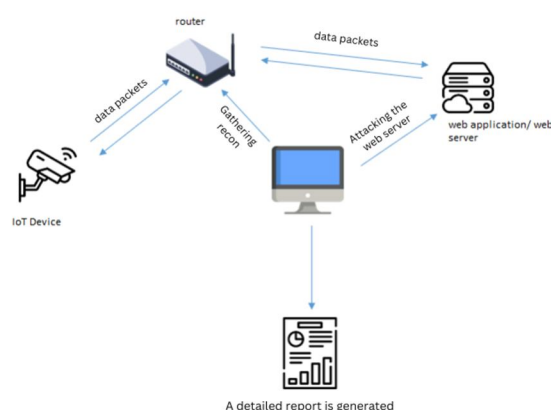 router
data packets
data packets
Gathering
recon
Attacking the
web server
web application/ web
server
IoT Device
A detailed report is generated